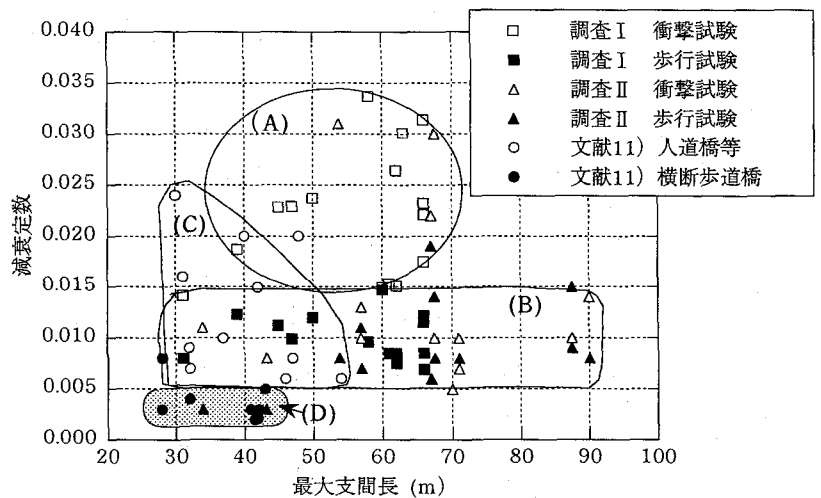 □ 調査Ⅰ 衝撃試験
■ 調査Ⅰ 歩行試験
△ 調査Ⅱ 衝撃試験
▲ 調査Ⅱ 歩行試験
○ 文献11) 人道橋等
● 文献11) 横断歩道橋
減衰定数
0.040
0.035
0.030
0.025
0.020
0.015
0.010
0.005
0.000
(A)
(C)
(B)
(D)
20 30 40 50 60 70 80 90 100
最大支間長 (m)